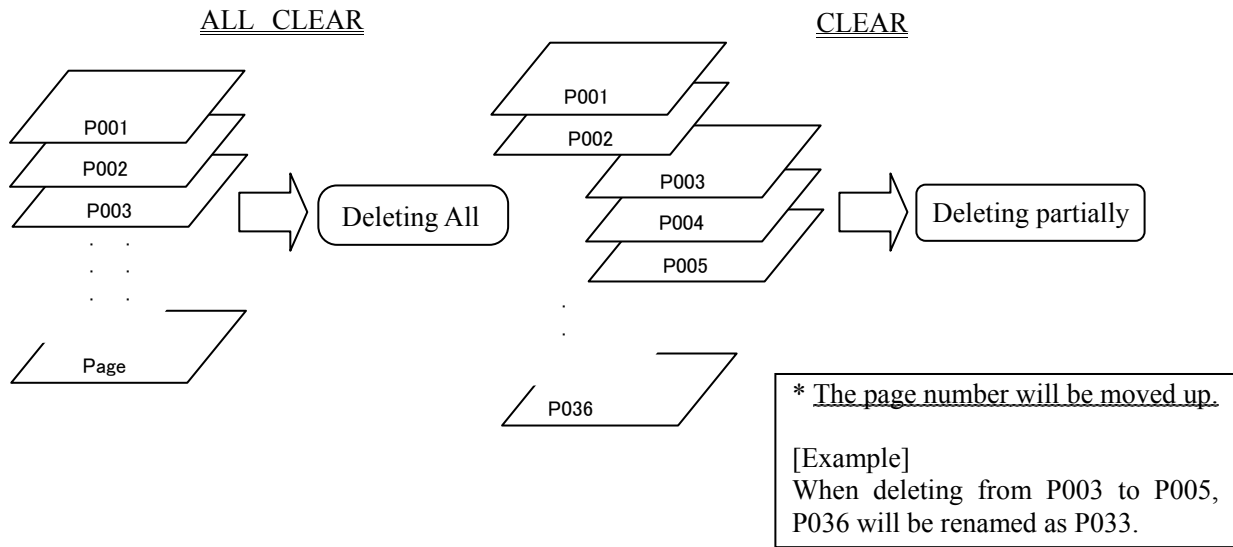 ALL CLEAR
P001
P002
P003
Page
Deleting All
CLEAR
P001
P002
P003
P004
P005
P036
Deleting partially
* The page number will be moved up.
[Example]
When deleting from P003 to P005,
P036 will be renamed as P033.